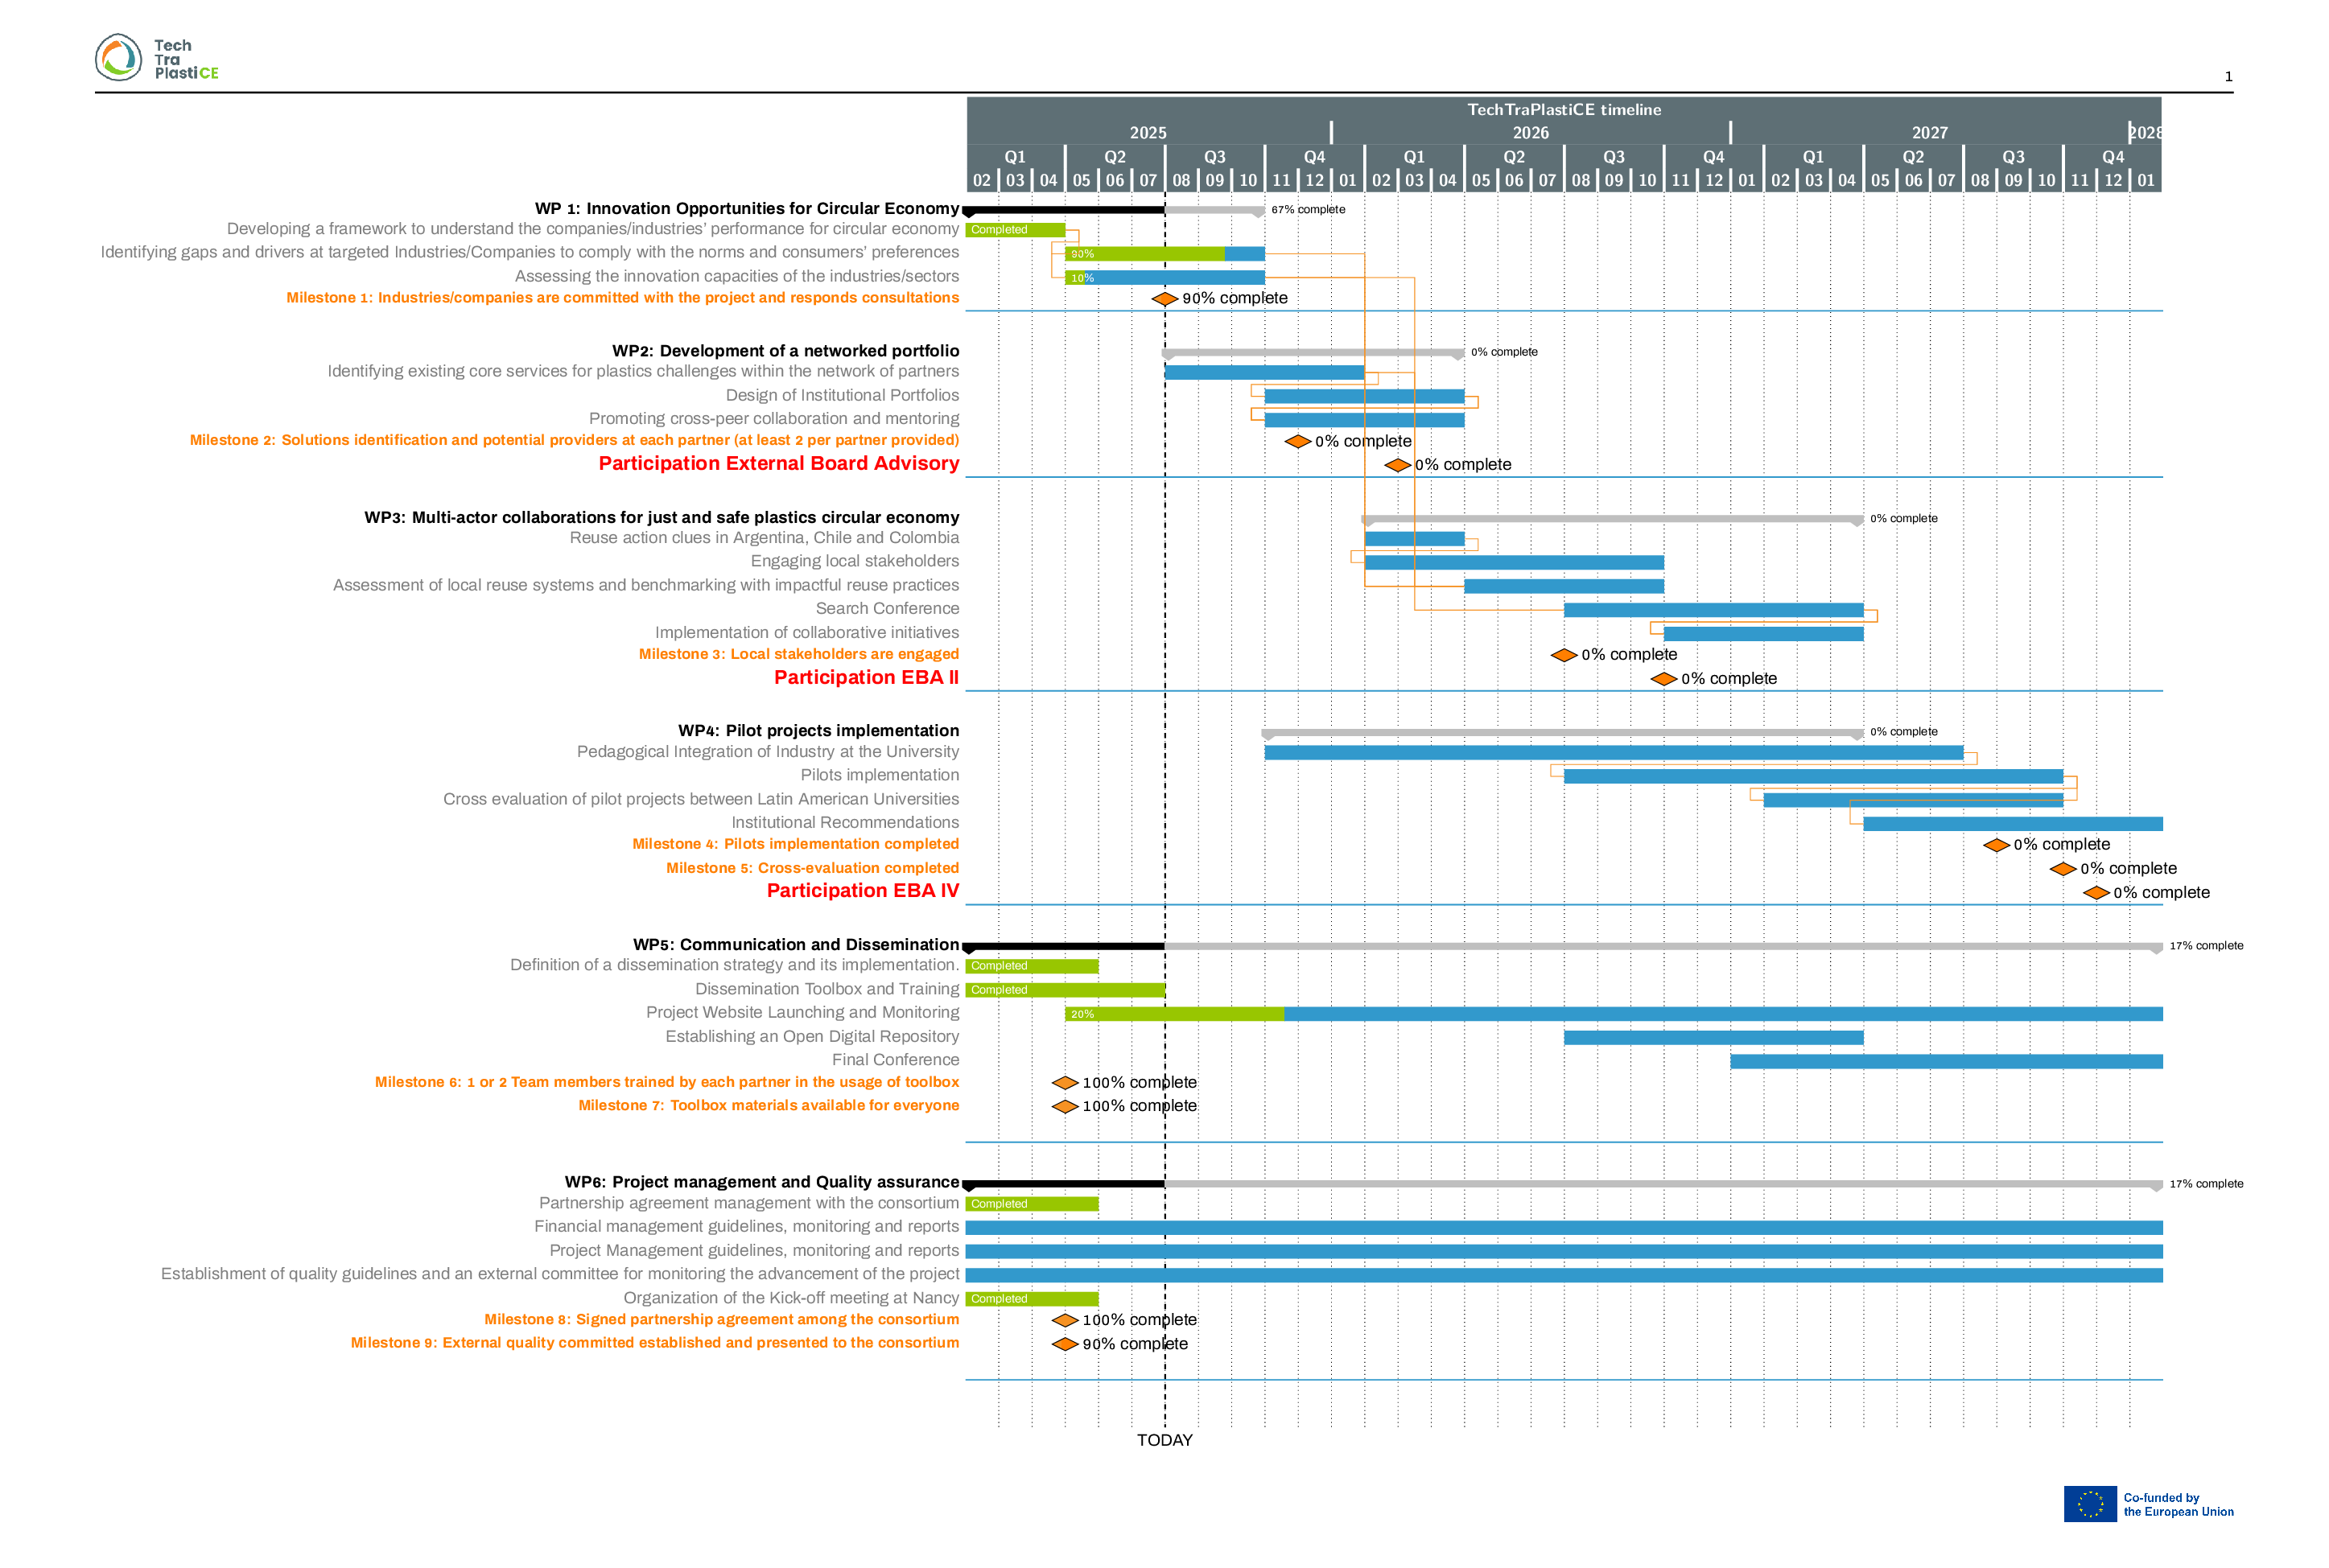 Tech
Tra
PlastiCE
1
TechTraPlastiCE timeline
2025 2026 2027 2028
Q1 Q2 Q3 Q4 Q1 Q2 Q3 Q4 Q1 Q2 Q3 Q4
02 03 04 05 06 07 08 09 10 11 12 01 02 03 04 05 06 07 08 09 10 11 12 01 02 03 04 05 06 07 08 09 10 11 12 01
WP 1: Innovation Opportunities for Circular Economy 67% complete
Developing a framework to understand the companies/industries’ performance for circular economy Completed
Identifying gaps and drivers at targeted Industries/Companies to comply with the norms and consumers’ preferences 80%
Assessing the innovation capacities of the industries/sectors 10%
Milestone 1: Industries/companies are committed with the project and responds consultations 90% complete
WP2: Development of a networked portfolio 0% complete
Identifying existing core services for plastics challenges within the network of partners
Design of Institutional Portfolios
Promoting cross-peer collaboration and mentoring
Milestone 2: Solutions identification and potential providers at each partner (at least 2 per partner provided) 0% complete
Participation External Board Advisory 0% complete
WP3: Multi-actor collaborations for just and safe plastics circular economy 0% complete
Reuse action clues in Argentina, Chile and Colombia
Engaging local stakeholders
Assessment of local reuse systems and benchmarking with impactful reuse practices
Search Conference
Implementation of collaborative initiatives
Milestone 3: Local stakeholders are engaged 0% complete
Participation EBA II 0% complete
WP4: Pilot projects implementation 0% complete
Pedagogical Integration of Industry at the University
Pilots implementation
Cross evaluation of pilot projects between Latin American Universities
Institutional Recommendations
Milestone 4: Pilots implementation completed 0% complete
Milestone 5: Cross-evaluation completed 0% complete
Participation EBA IV 0% complete
WP5: Communication and Dissemination 17% complete
Definition of a dissemination strategy and its implementation. Completed
Dissemination Toolbox and Training Completed
Project Website Launching and Monitoring 20%
Establishing an Open Digital Repository
Final Conference
Milestone 6: 1 or 2 Team members trained by each partner in the usage of toolbox 100% complete
Milestone 7: Toolbox materials available for everyone 100% complete
WP6: Project management and Quality assurance 17% complete
Partnership agreement management with the consortium Completed
Financial management guidelines, monitoring and reports
Project Management guidelines, monitoring and reports
Establishment of quality guidelines and an external committee for monitoring the advancement of the project
Organization of the Kick-off meeting at Nancy Completed
Milestone 8: Signed partnership agreement among the consortium 100% complete
Milestone 9: External quality committed established and presented to the consortium 90% complete
TODAY
Co-funded by
the European Union